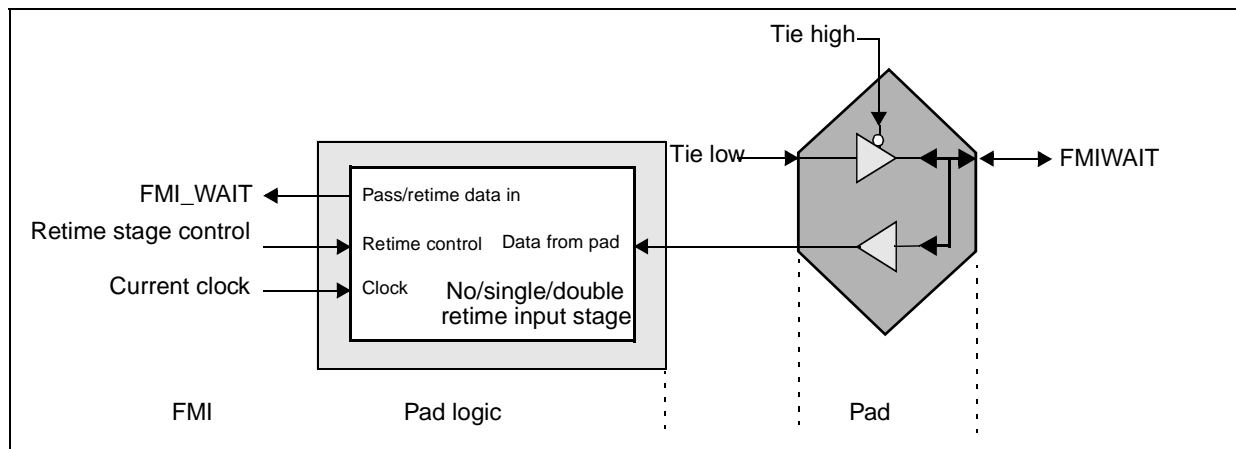 Tie high
Tie low
FMIWAIT
FMI_WAIT
Pass/retime data in
Retime stage control
Retime control
Data from pad
Current clock
Clock
No/single/double
retime input stage
FMI
Pad logic
Pad